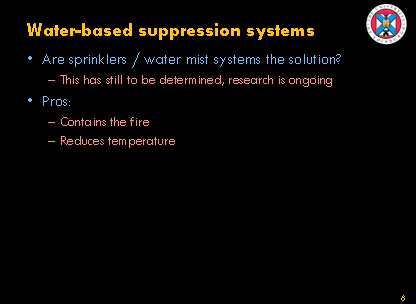 Water-based suppression systems
• Are sprinklers / water mist systems the solution?
– This has still to be determined, research is ongoing
• Pros:
– Contains the fire
– Reduces temperature
6